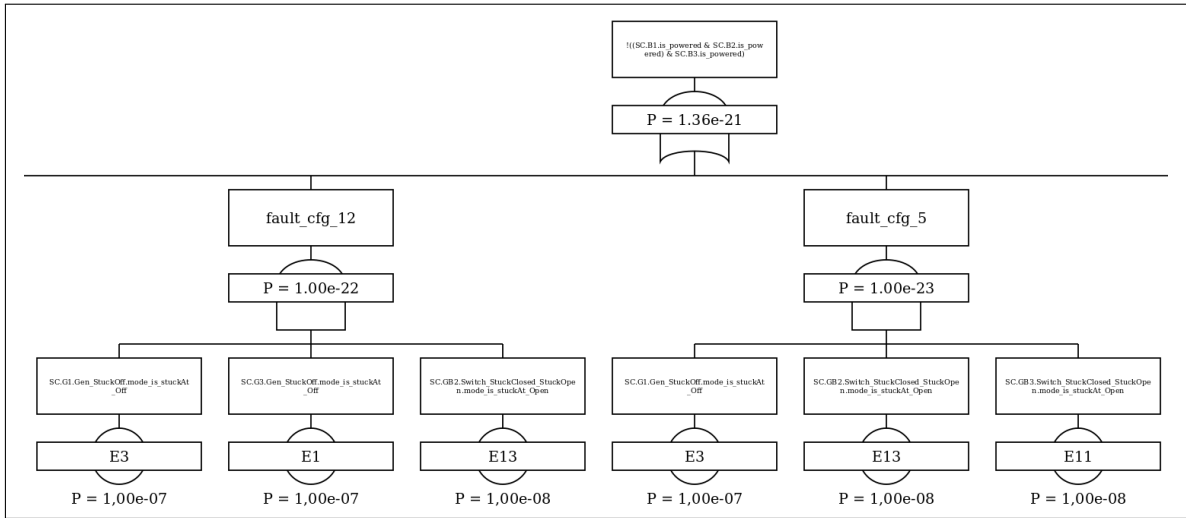 !((SC.B1.is_powered & SC.B2.is_pow
ered) & SC.B3.is_powered)
P = 1.36e-21
fault_cfg_12
fault_cfg_5
P = 1.00e-22
P = 1.00e-23
SC.G1.Gen_StuckOff.mode_is_stuckAt
_Off
SC.G3.Gen_StuckOff.mode_is_stuckAt
_Off
SC.GB2.Switch_StuckClosed_StuckOpe
n.mode_is_stuckAt_Open
SC.G1.Gen_StuckOff.mode_is_stuckAt
_Off
SC.GB2.Switch_StuckClosed_StuckOpe
n.mode_is_stuckAt_Open
SC.GB3.Switch_StuckClosed_StuckOpe
n.mode_is_stuckAt_Open
E3
E1
E13
E3
E13
E11
P = 1,00e-07
P = 1,00e-07
P = 1,00e-08
P = 1,00e-07
P = 1,00e-08
P = 1,00e-08